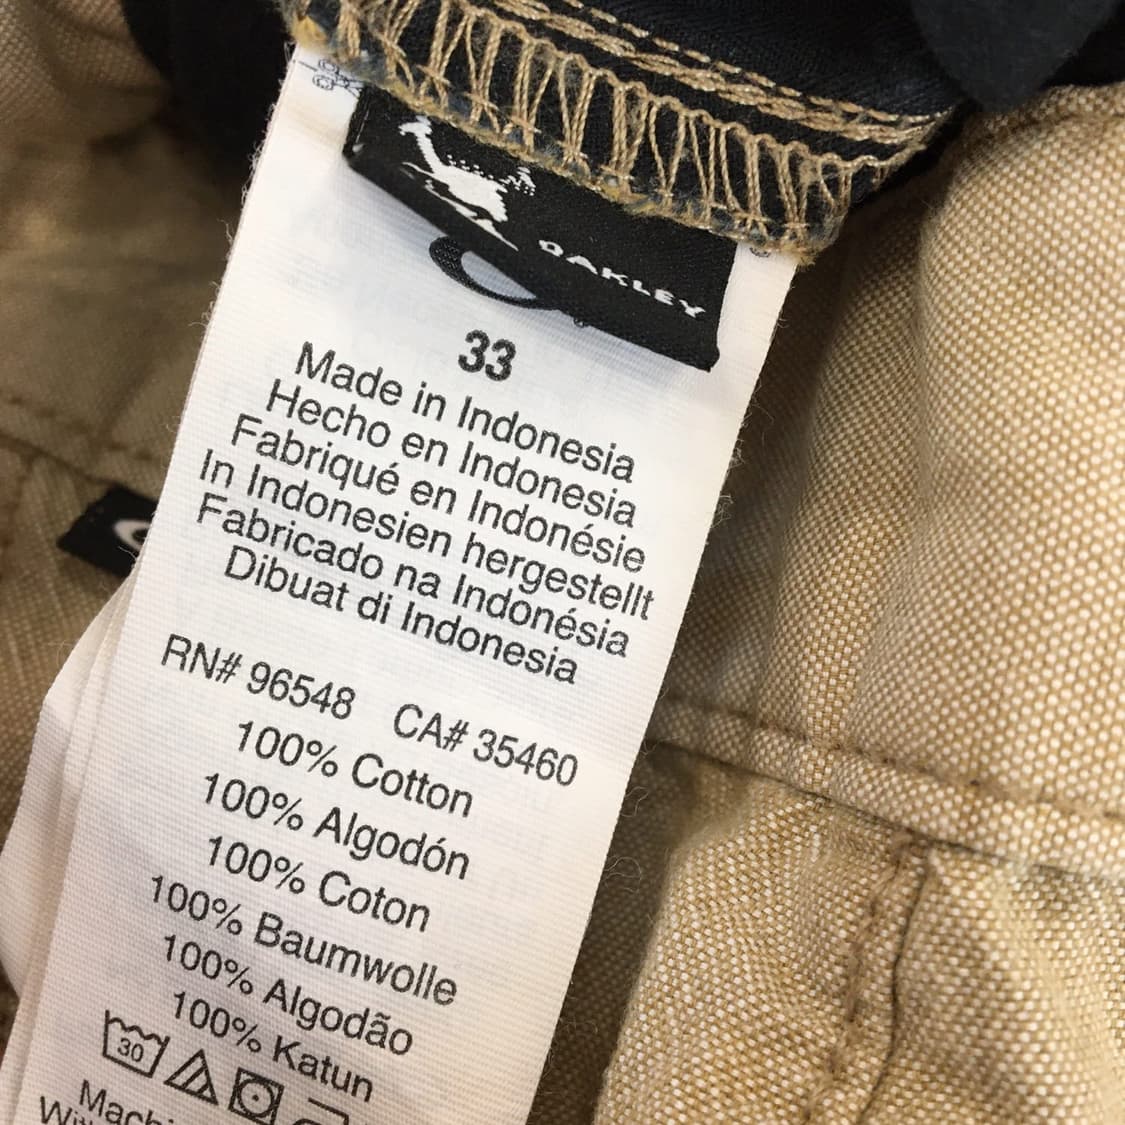 OAKLEY
33
Made in Indonesia
Hecho en Indonesia
Fabriqué en Indonésie
In Indonesien hergestellt
Fabricado na Indonésia
Dibuat di Indonesia
RN# 96548 CA# 35460
100% Cotton
100% Algodón
100% Coton
100% Baumwolle
100% Algodão
100% Katun
30